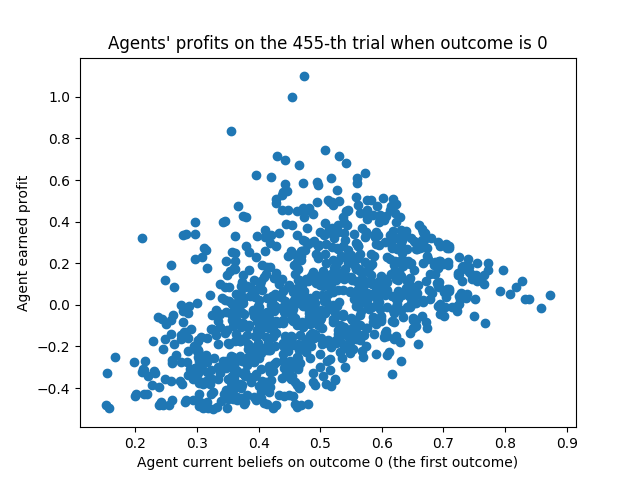 Agents' profits on the 455-th trial when outcome is 0
Agent earned profit
1.0
0.8
0.6
0.4
0.2
0.0
−0.2
−0.4
0.2 0.3 0.4 0.5 0.6 0.7 0.8 0.9
Agent current beliefs on outcome 0 (the first outcome)